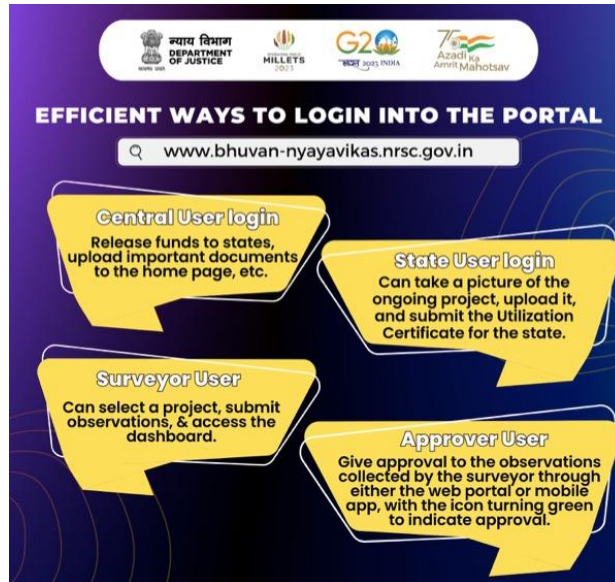 न्याय विभाग
DEPARTMENT
OF JUSTICE
MILLETS
2023
G20
भारत 2023 INDIA
75
Azadi Ka
Amrit Mahotsav
EFFICIENT WAYS TO LOGIN INTO THE PORTAL
www.bhuvan-nyayavikas.nrsc.gov.in
Central User login
Release funds to states,
upload important documents
to the home page, etc.
State User login
Can take a picture of the
ongoing project, upload it,
and submit the Utilization
Certificate for the state.
Surveyor User
Can select a project, submit
observations, & access the
dashboard.
Approver User
Give approval to the observations
collected by the surveyor through
either the web portal or mobile
app, with the icon turning green
to indicate approval.